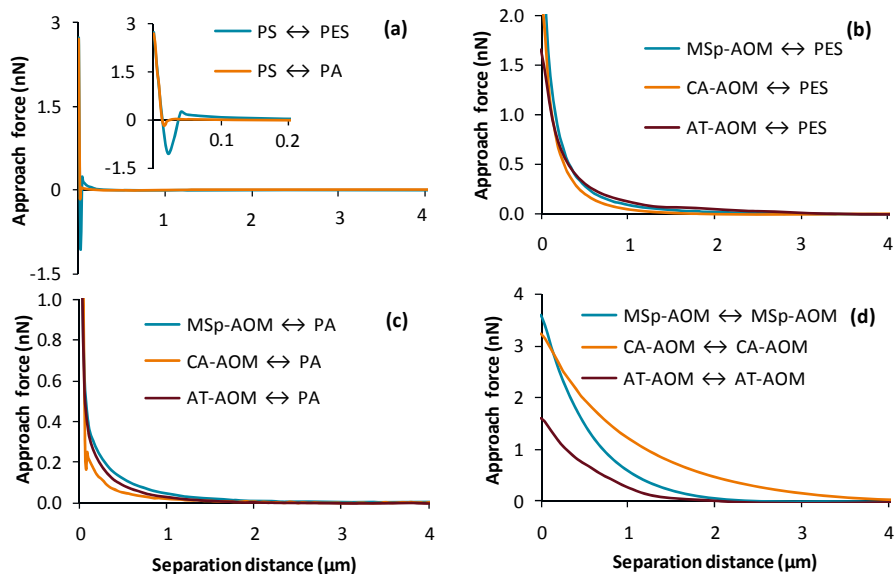 (a)
Approach force (nN)
3
1.5
0
-1.5
1
2
3
4
3
1.5
0
-1.5
0.1
0.2
PS ↔ PES
PS ↔ PA
(b)
Approach force (nN)
2.0
1.5
1.0
0.5
0.0
0
1
2
3
4
MSp-AOM ↔ PES
CA-AOM ↔ PES
AT-AOM ↔ PES
(c)
Approach force (nN)
1.0
0.8
0.6
0.4
0.2
0.0
0
1
2
3
4
MSp-AOM ↔ PA
CA-AOM ↔ PA
AT-AOM ↔ PA
Separation distance (µm)
(d)
Approach force (nN)
4
3
2
1
0
0
1
2
3
4
MSp-AOM ↔ MSp-AOM
CA-AOM ↔ CA-AOM
AT-AOM ↔ AT-AOM
Separation distance (µm)